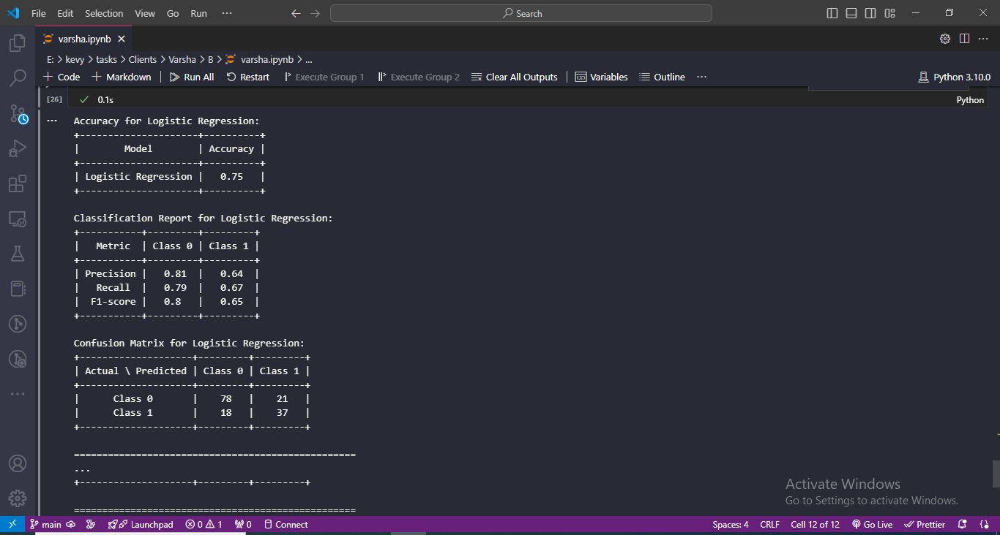 File Edit Selection View Go Run ··· Search
varsha.ipynb
E: > kevy > tasks > Clients > Varsha > B > varsha.ipynb > ...
+ Code + Markdown | Run All Restart Execute Group 1 Execute Group 2 Clear All Outputs | Variables Outline ··· Python 3.10.0
[26] 0.1s Python
Accuracy for Logistic Regression:
+---------------------+----------+
|        Model        | Accuracy |
+---------------------+----------+
| Logistic Regression |   0.75   |
+---------------------+----------+
Classification Report for Logistic Regression:
+-----------+---------+---------+
|   Metric  | Class 0 | Class 1 |
+-----------+---------+---------+
| Precision |   0.81  |   0.64  |
|   Recall  |   0.79  |   0.67  |
|  F1-score |   0.8   |   0.65  |
+-----------+---------+---------+
Confusion Matrix for Logistic Regression:
+--------------------+---------+---------+
| Actual \ Predicted | Class 0 | Class 1 |
+--------------------+---------+---------+
|      Class 0       |    78   |    21   |
|      Class 1       |    18   |    37   |
+--------------------+---------+---------+
==================================================
...
+--------------------+---------+---------+
==================================================
Activate Windows
Go to Settings to activate Windows.
main Launchpad 0 1 0 Connect Spaces: 4 CRLF Cell 12 of 12 Go Live Prettier